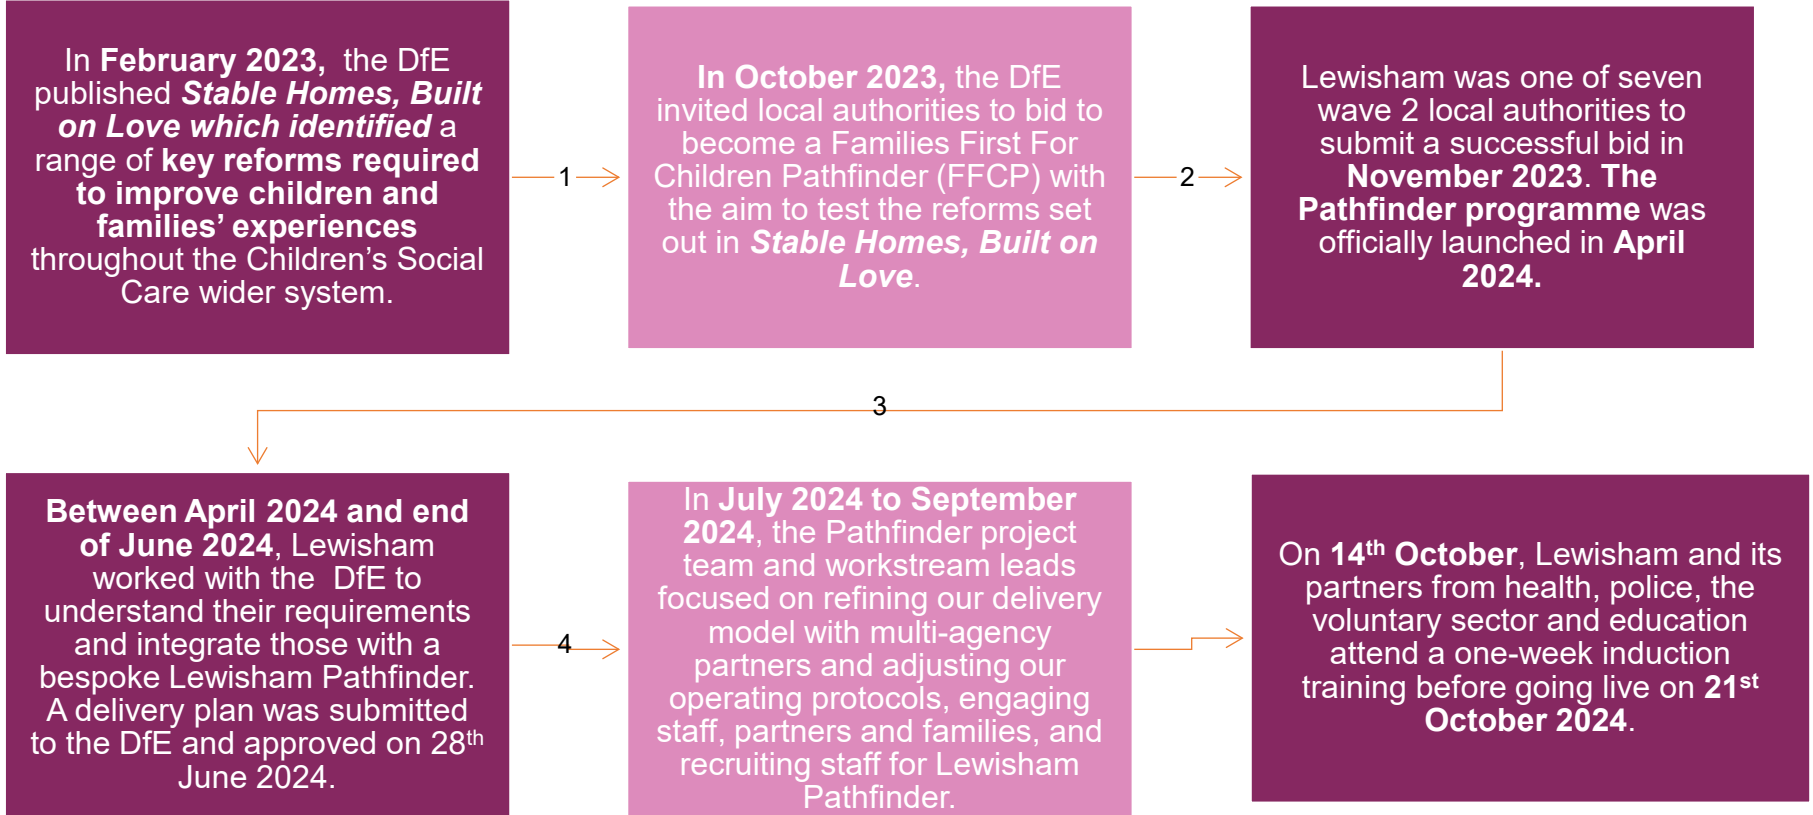 In February 2023,  the DfE
published Stable Homes, Built
on Love which identified a
range of key reforms required
to improve children and
families’ experiences
throughout the Children’s Social
Care wider system.
1
In October 2023, the DfE
invited local authorities to bid to
become a Families First For
Children Pathfinder (FFCP) with
the aim to test the reforms set
out in Stable Homes, Built on
Love.
2
Lewisham was one of seven
wave 2 local authorities to
submit a successful bid in
November 2023. The
Pathfinder programme was
officially launched in April
2024.
3
Between April 2024 and end
of June 2024, Lewisham
worked with the  DfE to
understand their requirements
and integrate those with a
bespoke Lewisham Pathfinder.
A delivery plan was submitted
to the DfE and approved on 28th
June 2024.
4
In July 2024 to September
2024, the Pathfinder project
team and workstream leads
focused on refining our delivery
model with multi-agency
partners and adjusting our
operating protocols, engaging
staff, partners and families, and
recruiting staff for Lewisham
Pathfinder.
On 14th October, Lewisham and its
partners from health, police, the
voluntary sector and education
attend a one-week induction
training before going live on 21st
October 2024.